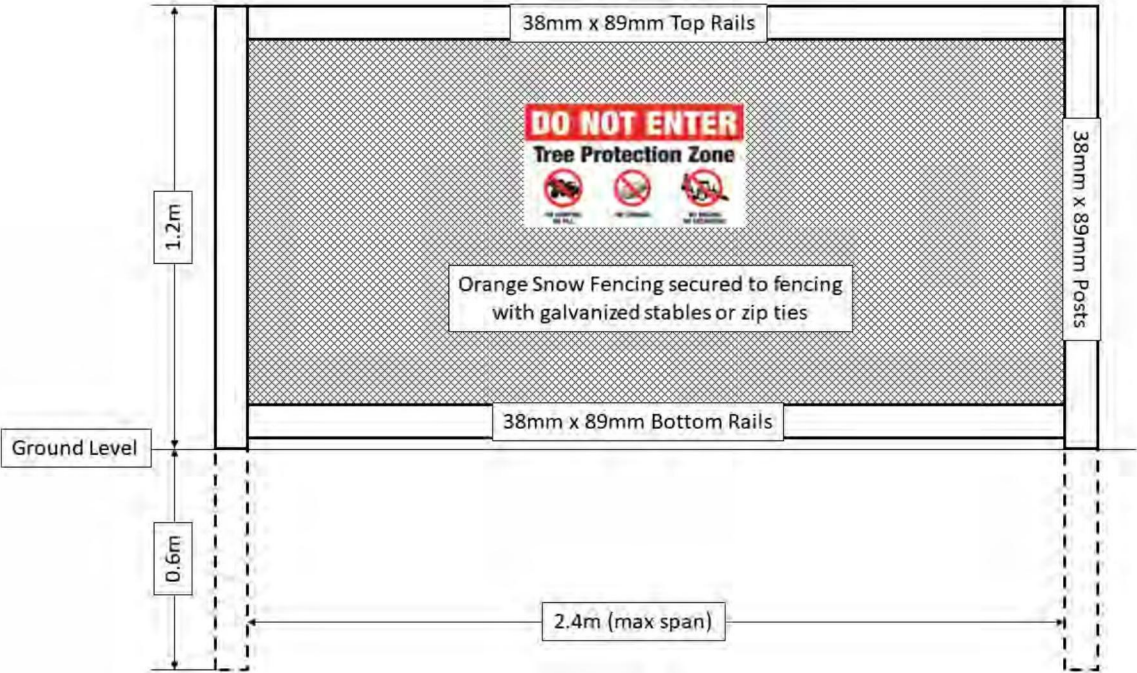 38mm x 89mm Top Rails
DO NOT ENTER
Tree Protection Zone
38mm x 89mm Posts
1.2m
Orange Snow Fencing secured to fencing
with galvanized stables or zip ties
38mm x 89mm Bottom Rails
Ground Level
0.6m
2.4m (max span)